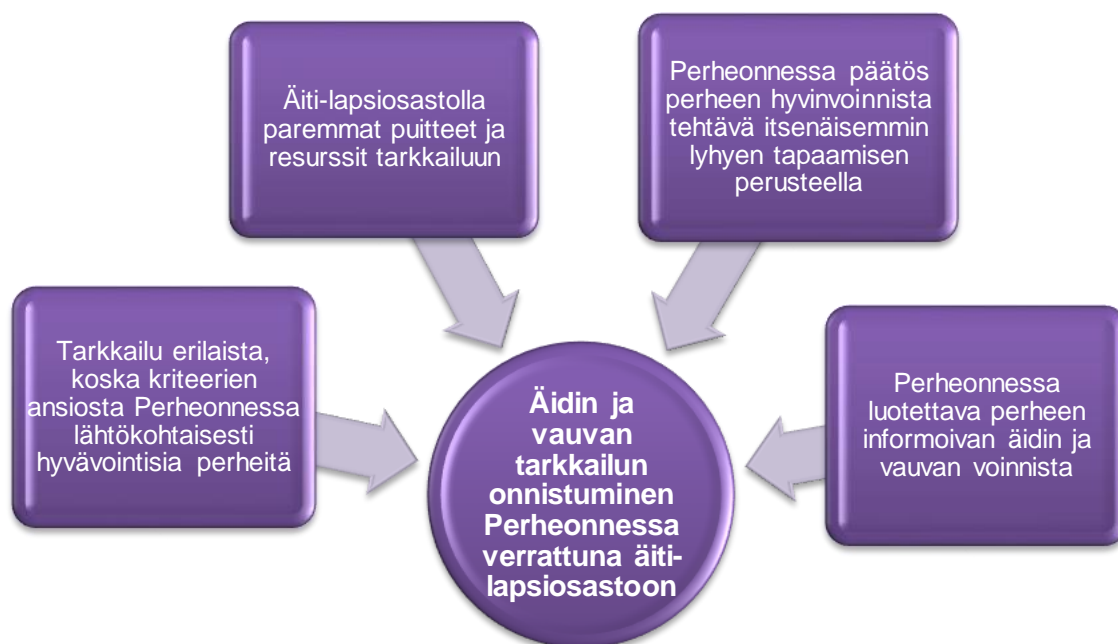 Äiti-lapsiosastolla
paremmat puitteet ja
resurssit tarkkailuun
Perheonnessa päätös
perheen hyvinvoinnista
tehtävä itsenäisemmin
lyhyen tapaamisen
perusteella
Tarkkailu erilaista,
koska kriteerien
ansiosta Perheonnessa
lähtökohtaisesti
hyvävointisia perheitä
Perheonnessa
luotettava perheen
informoivan äidin ja
vauvan voinnista
Äidin ja
vauvan
tarkkailun
onnistuminen
Perheonnessa
verrattuna äiti-
lapsiosastoon